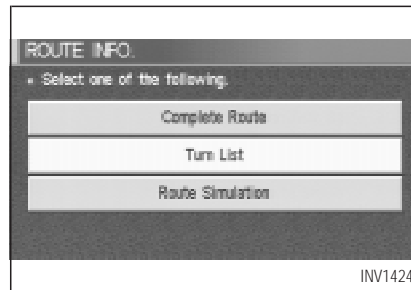 ROUTE INFO.
Select one of the following.
Complete Route
Turn List
Route Simulation
INV1424